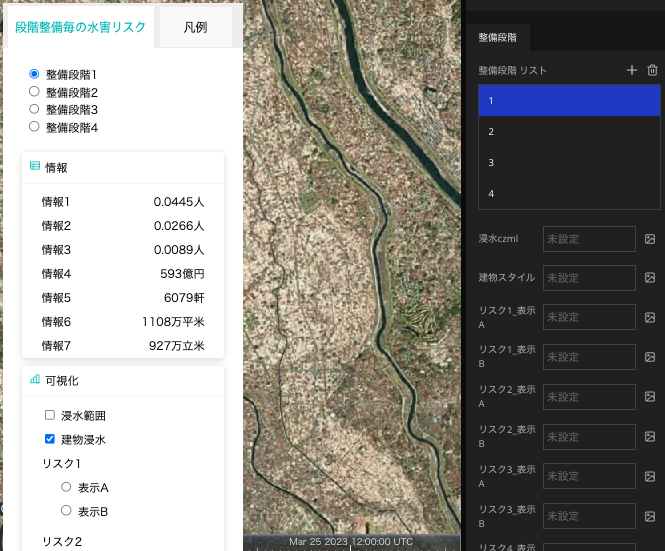 段階整備毎の水害リスク
凡例
整備段階1
整備段階2
整備段階3
整備段階4
情報
情報1 0.0445人
情報2 0.0266人
情報3 0.0089人
情報4 593億円
情報5 6079軒
情報6 1108万平米
情報7 927万立米
可視化
浸水範囲
建物浸水
リスク1
表示A
表示B
リスク2
Mar 25 2023 12:00:00 UTC
整備段階
整備段階 リスト
1
2
3
4
浸水czml 未設定
建物スタイル 未設定
リスク1_表示
A
未設定
リスク1_表示
B
未設定
リスク2_表示
A
未設定
リスク2_表示
B
未設定
リスク3_表示
A
未設定
リスク3_表示
B
未設定
リスク4_表示